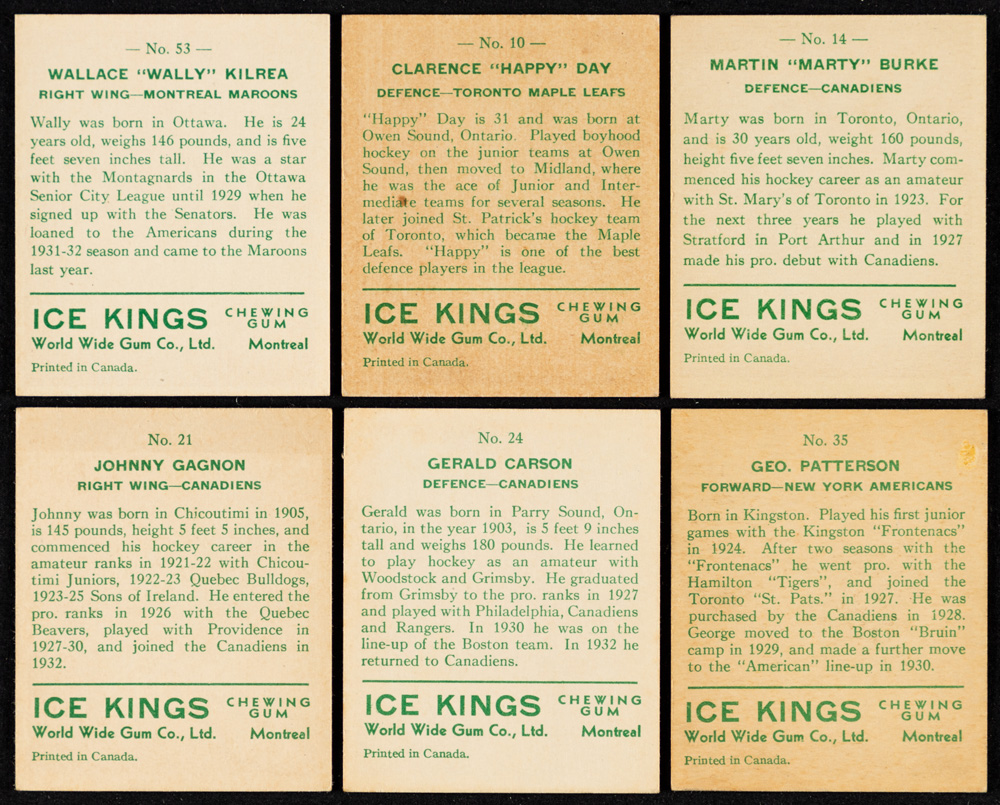 — No. 53 —
WALLACE "WALLY" KILREA
RIGHT WING—MONTREAL MAROONS
Wally was born in Ottawa. He is 24
years old, weighs 146 pounds, and is five
feet seven inches tall. He was a star
with the Montagnards in the Ottawa
Senior City League until 1929 when he
signed up with the Senators. He was
loaned to the Americans during the
1931-32 season and came to the Maroons
last year.
ICE KINGS CHEWING
GUM
World Wide Gum Co., Ltd. Montreal
Printed in Canada.
— No. 10 —
CLARENCE "HAPPY" DAY
DEFENCE—TORONTO MAPLE LEAFS
"Happy" Day is 31 and was born at
Owen Sound, Ontario. Played boyhood
hockey on the junior teams at Owen
Sound, then moved to Midland, where
he was the ace of Junior and Inter-
mediate teams for several seasons. He
later joined St. Patrick's hockey team
of Toronto, which became the Maple
Leafs. "Happy" is one of the best
defence players in the league.
ICE KINGS CHEWING
GUM
World Wide Gum Co., Ltd. Montreal
Printed in Canada.
— No. 14 —
MARTIN "MARTY" BURKE
DEFENCE—CANADIENS
Marty was born in Toronto, Ontario,
and is 30 years old, weight 160 pounds,
height five feet seven inches. Marty com-
menced his hockey career as an amateur
with St. Mary's of Toronto in 1923. For
the next three years he played with
Stratford in Port Arthur and in 1927
made his pro. debut with Canadiens.
ICE KINGS CHEWING
GUM
World Wide Gum Co., Ltd. Montreal
Printed in Canada.
No. 21
JOHNNY GAGNON
RIGHT WING—CANADIENS
Johnny was born in Chicoutimi in 1905,
is 145 pounds, height 5 feet 5 inches, and
commenced his hockey career in the
amateur ranks in 1921-22 with Chicou-
timi Juniors, 1922-23 Quebec Bulldogs,
1923-25 Sons of Ireland. He entered the
pro. ranks in 1926 with the Quebec
Beavers, played with Providence in
1927-30, and joined the Canadiens in
1932.
ICE KINGS CHEWING
GUM
World Wide Gum Co., Ltd. Montreal
Printed in Canada.
No. 24
GERALD CARSON
DEFENCE—CANADIENS
Gerald was born in Parry Sound, On-
tario, in the year 1903, is 5 feet 9 inches
tall and weighs 180 pounds. He learned
to play hockey as an amateur with
Woodstock and Grimsby. He graduated
from Grimsby to the pro. ranks in 1927
and played with Philadelphia, Canadiens
and Rangers. In 1930 he was on the
line-up of the Boston team. In 1932 he
returned to Canadiens.
ICE KINGS CHEWING
GUM
World Wide Gum Co., Ltd. Montreal
Printed in Canada.
No. 35
GEO. PATTERSON
FORWARD—NEW YORK AMERICANS
Born in Kingston. Played his first junior
games with the Kingston "Frontenacs"
in 1924. After two seasons with the
"Frontenacs" he went pro. with the
Hamilton "Tigers", and joined the
Toronto "St. Pats." in 1927. He was
purchased by the Canadiens in 1928.
George moved to the Boston "Bruin"
camp in 1929, and made a further move
to the "American" line-up in 1930.
ICE KINGS CHEWING
GUM
World Wide Gum Co., Ltd. Montreal
Printed in Canada.